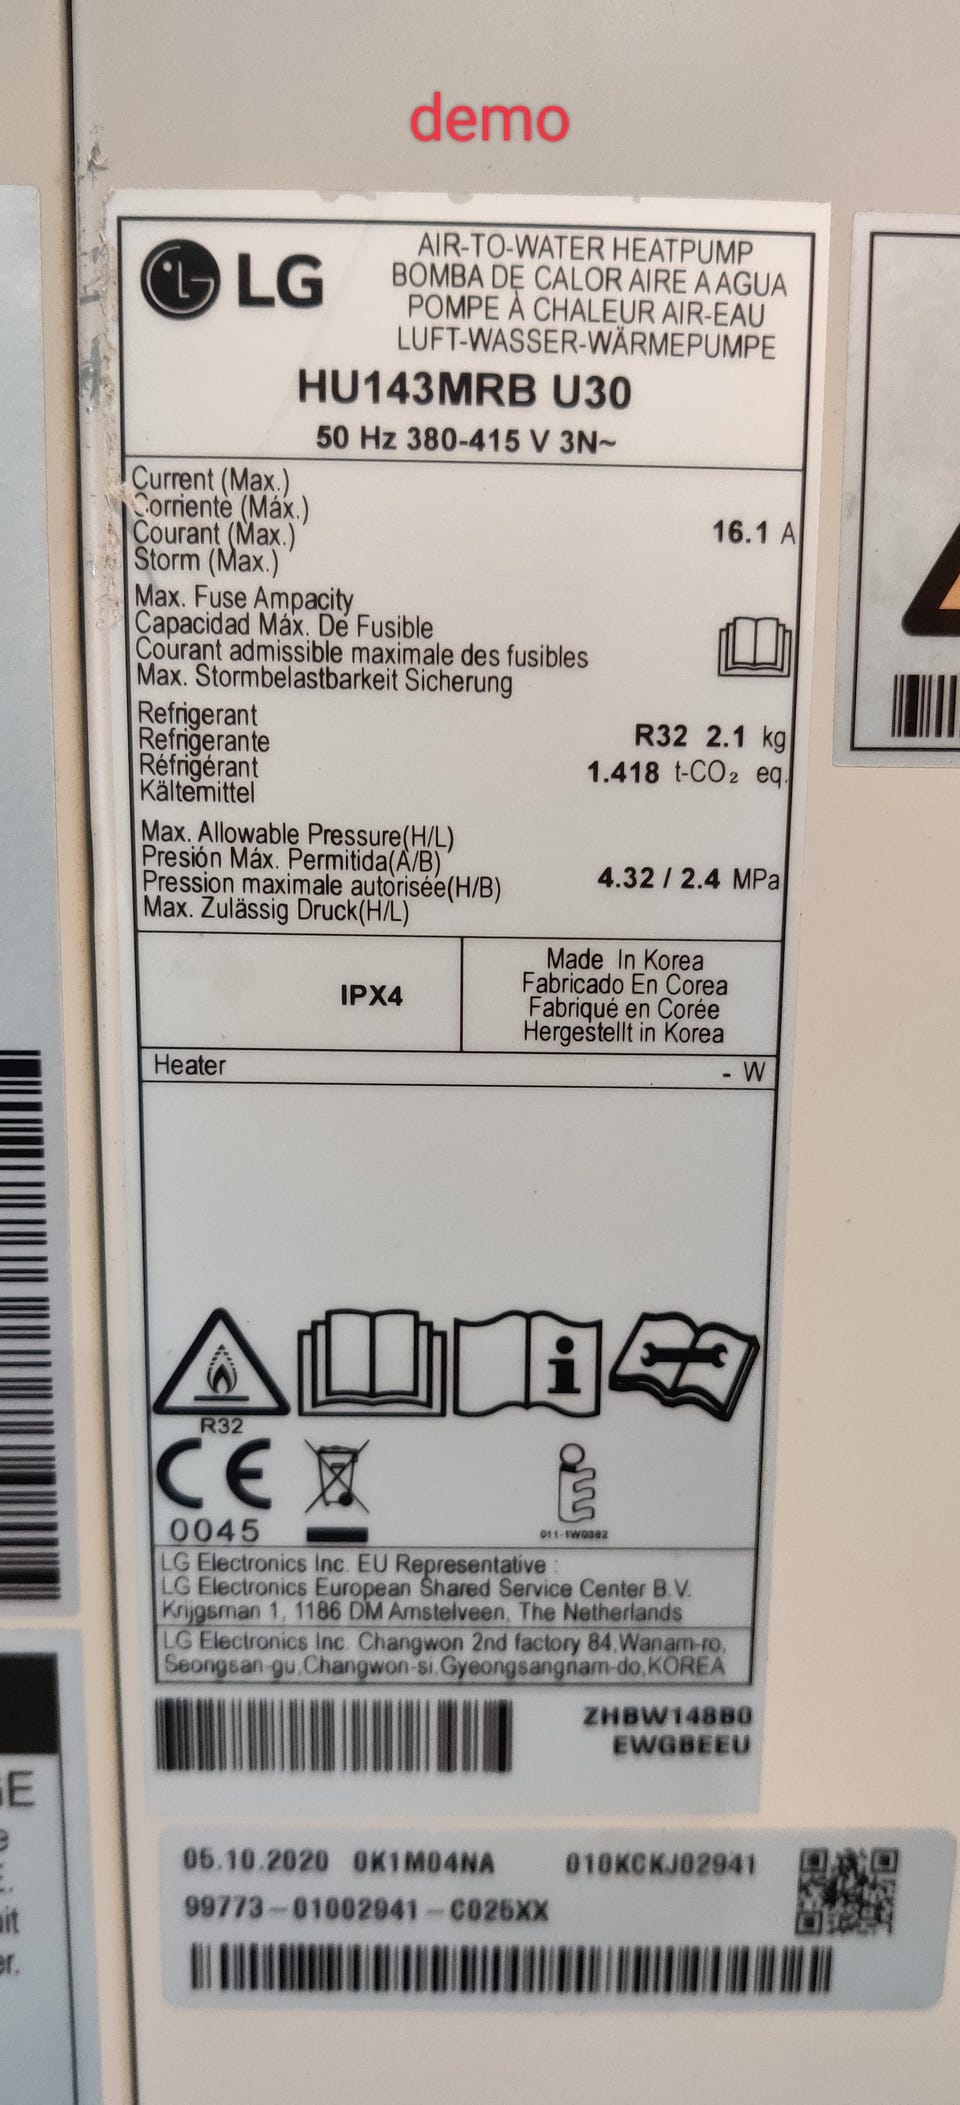 demo
LG
AIR-TO-WATER HEATPUMP
BOMBA DE CALOR AIRE A AGUA
POMPE À CHALEUR AIR-EAU
LUFT-WASSER-WÄRMEPUMPE
HU143MRB U30
50 Hz 380-415 V 3N~
Current (Max.)
Corriente (Máx.)
Courant (Max.)
Storm (Max.)
16.1 A
Max. Fuse Ampacity
Capacidad Máx. De Fusible
Courant admissible maximale des fusibles
Max. Stormbelastbarkeit Sicherung
Refrigerant
Refrigerante
Réfrigérant
Kältemittel
R32 2.1 kg
1.418 t-CO₂ eq.
Max. Allowable Pressure(H/L)
Presión Máx. Permitida(A/B)
Pression maximale autorisée(H/B)
Max. Zulässig Druck(H/L)
4.32 / 2.4 MPa
IPX4
Made In Korea
Fabricado En Corea
Fabriqué en Corée
Hergestellt in Korea
Heater - W
R32
CE
0045
011-1W0382
LG Electronics Inc. EU Representative :
LG Electronics European Shared Service Center B.V.
Krijgsman 1, 1186 DM Amstelveen, The Netherlands
LG Electronics Inc. Changwon 2nd factory 84,Wanam-ro,
Seongsan-gu,Changwon-si,Gyeongsangnam-do,KOREA
ZHBW148B0
EWGBEEU
05.10.2020 0K1M04NA 010KCKJ02941
99773-01002941-C025XX